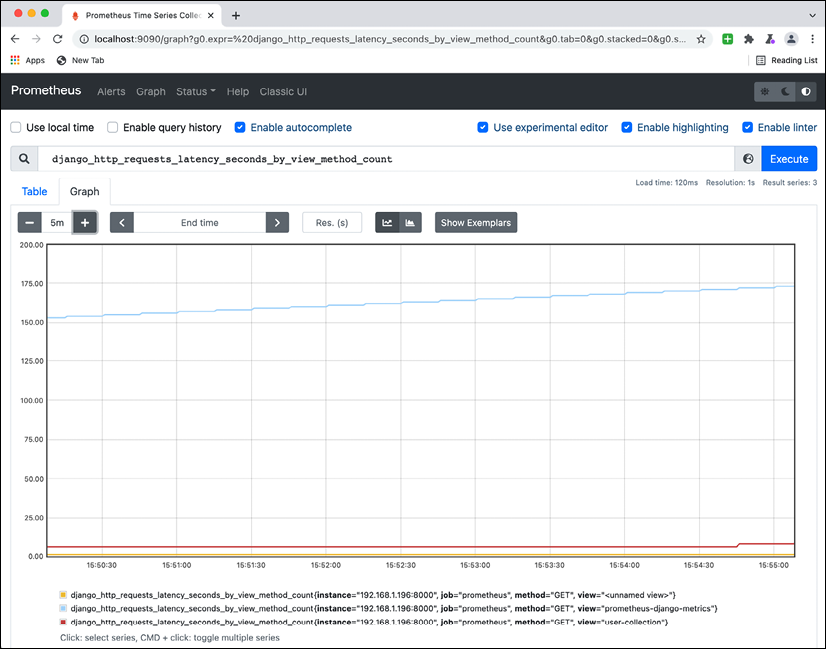 Prometheus Time Series Collec
localhost:9090/graph?g0.expr=%20django_http_requests_latency_seconds_by_view_method_count&g0.tab=0&g0.stacked=0&g0.s...
Apps New Tab Reading List
Prometheus Alerts Graph Status Help Classic UI
Use local time Enable query history Enable autocomplete Use experimental editor Enable highlighting Enable linter
django_http_requests_latency_seconds_by_view_method_count Execute
Load time: 120ms Resolution: 1s Result series: 3
Table Graph
− 5m + End time Res. (s) Show Exemplars
200.00
175.00
150.00
125.00
100.00
75.00
50.00
25.00
0.00
15:50:30 15:51:00 15:51:30 15:52:00 15:52:30 15:53:00 15:53:30 15:54:00 15:54:30 15:55:00
django_http_requests_latency_seconds_by_view_method_count{instance="192.168.1.196:8000", job="prometheus", method="GET", view="<unnamed view>"}
django_http_requests_latency_seconds_by_view_method_count{instance="192.168.1.196:8000", job="prometheus", method="GET", view="prometheus-django-metrics"}
django_http_requests_latency_seconds_by_view_method_count{instance="192.168.1.196:8000", job="prometheus", method="GET", view="user-collection"}
Click: select series, CMD + click: toggle multiple series